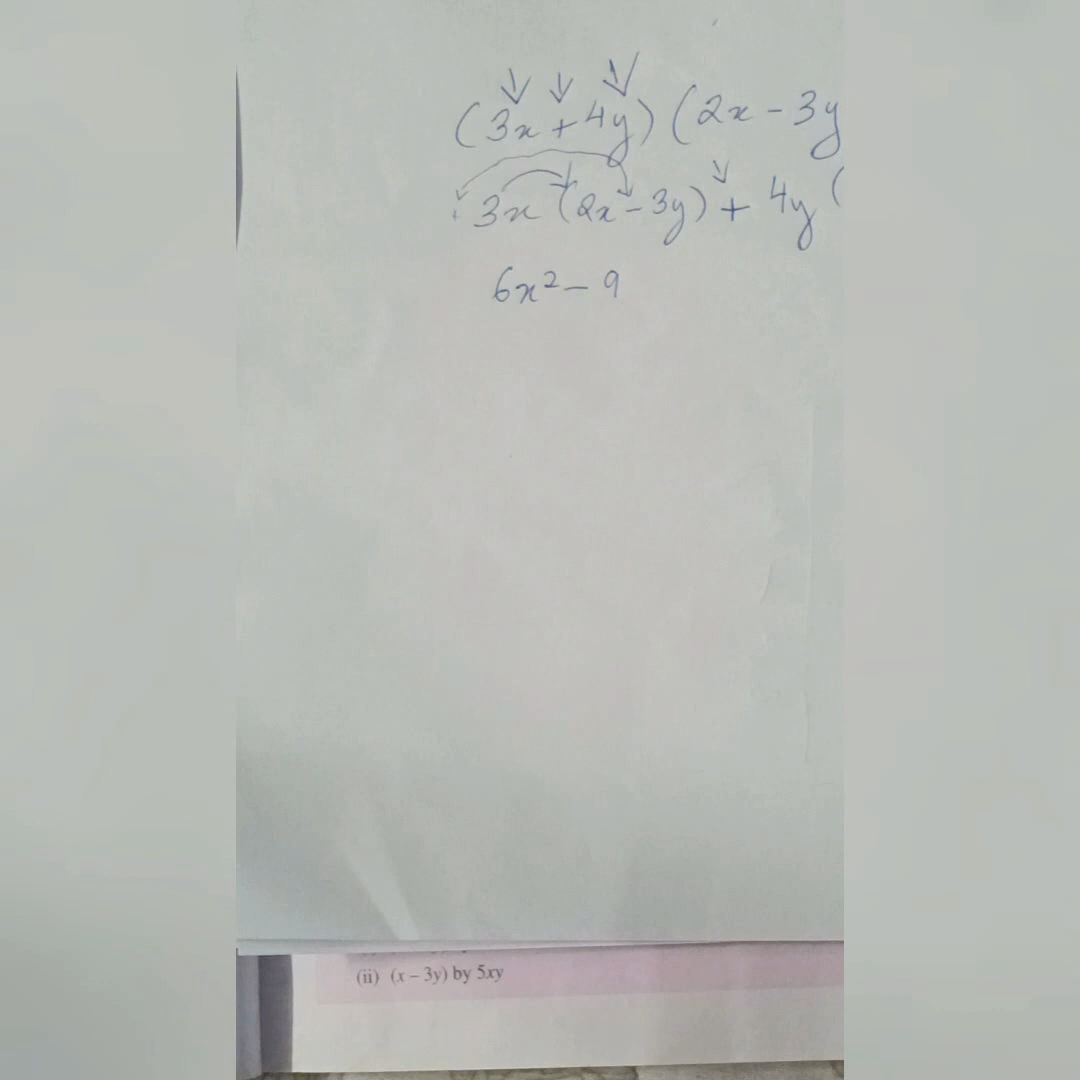 (3x + 4y) (2x - 3y
3x (2x - 3y) + 4y (
6x² - 9
(ii) (x – 3y) by 5xy